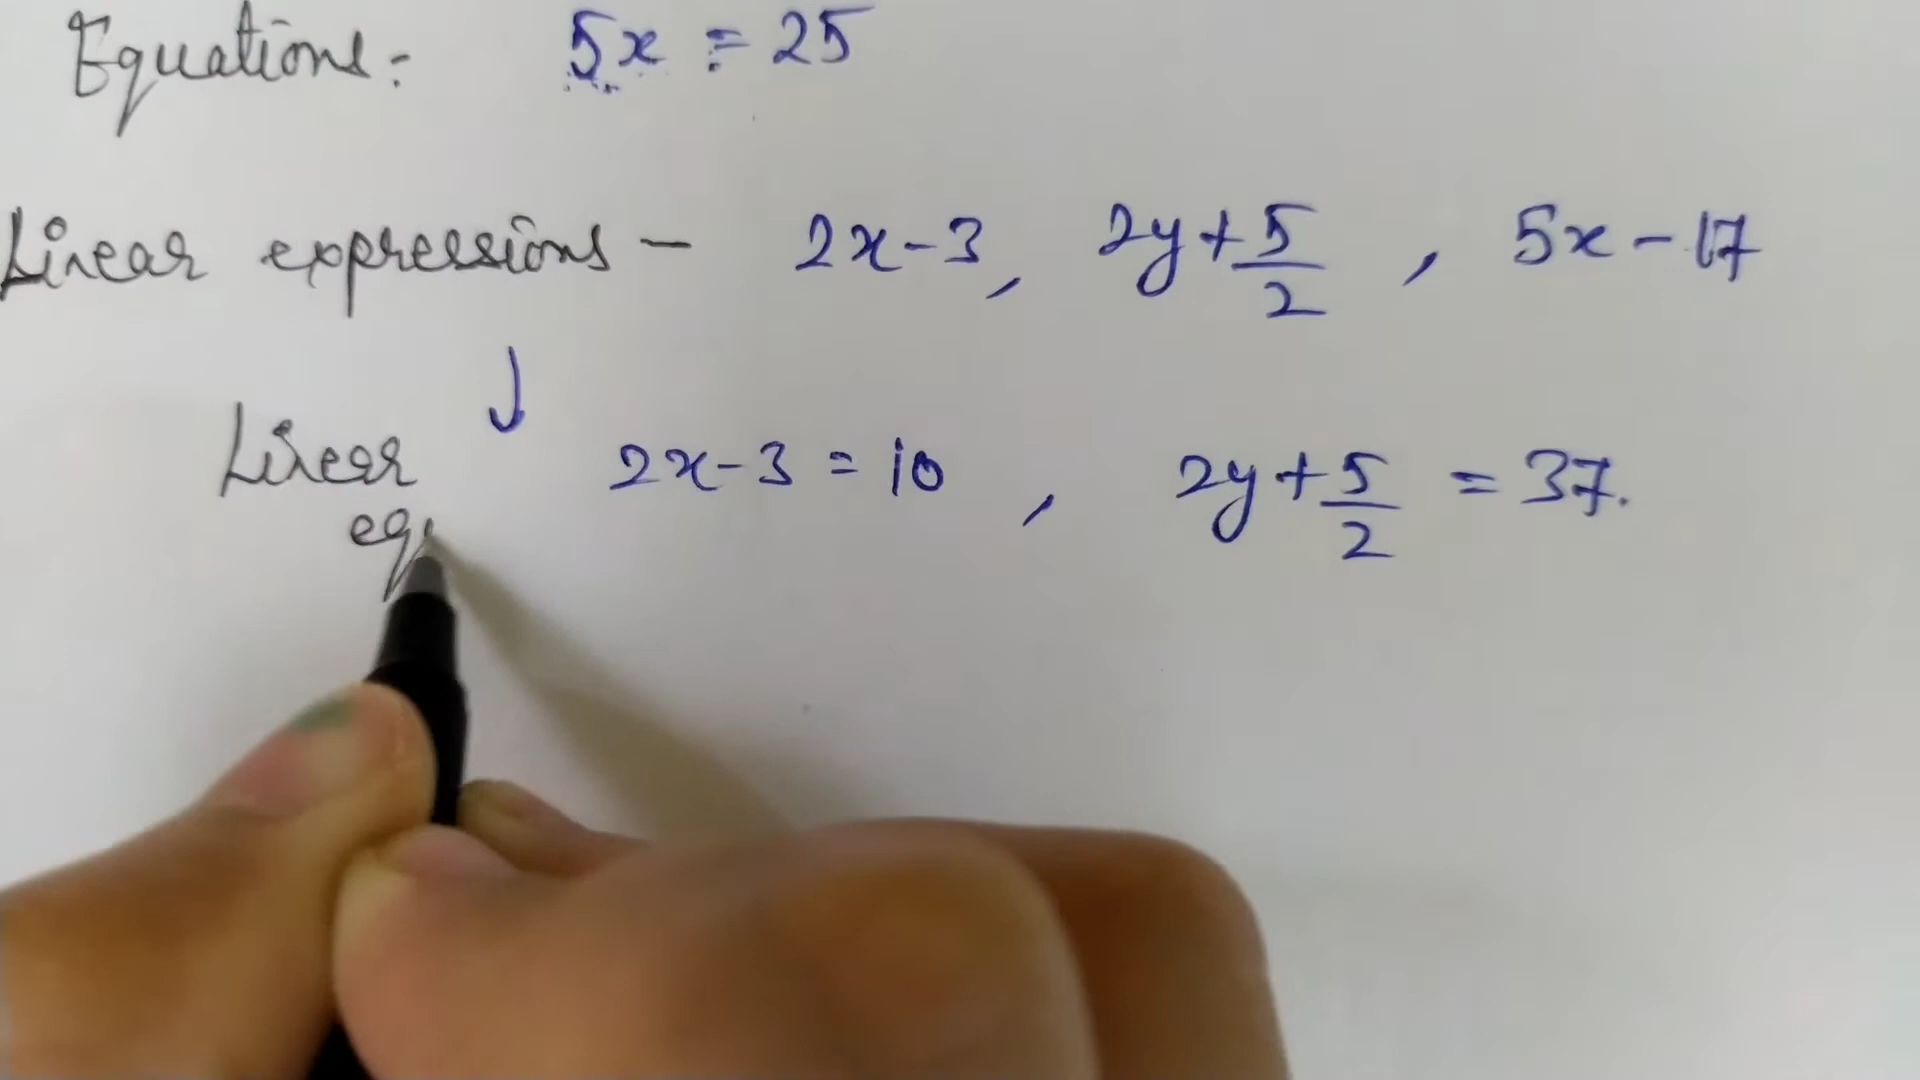 Equations:   5x = 25
Linear expressions – 2x-3, 2y+5/2, 5x-17
↓
Linear 2x-3 = 10, 2y+5/2 = 37.
equ